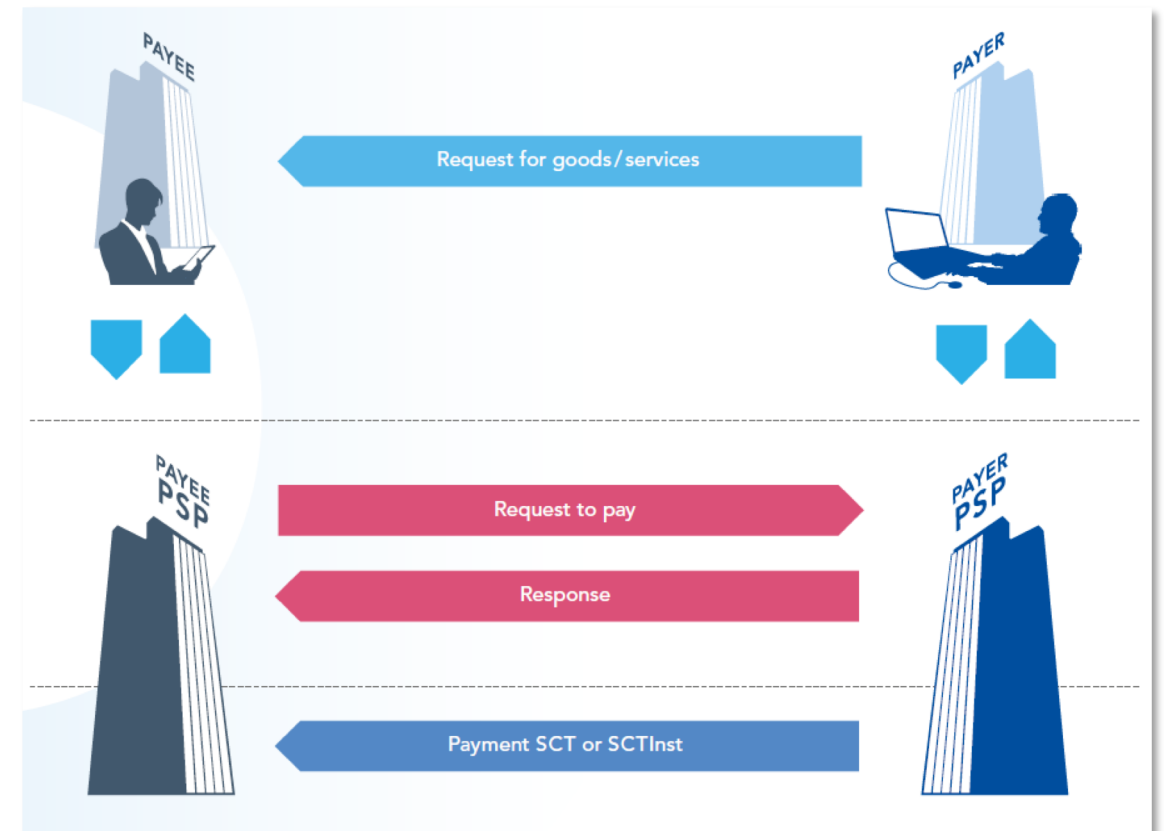 PAYEE
PAYER
Request for goods/services
PAYEE
PSP
PAYER
PSP
Request to pay
Response
Payment SCT or SCTInst